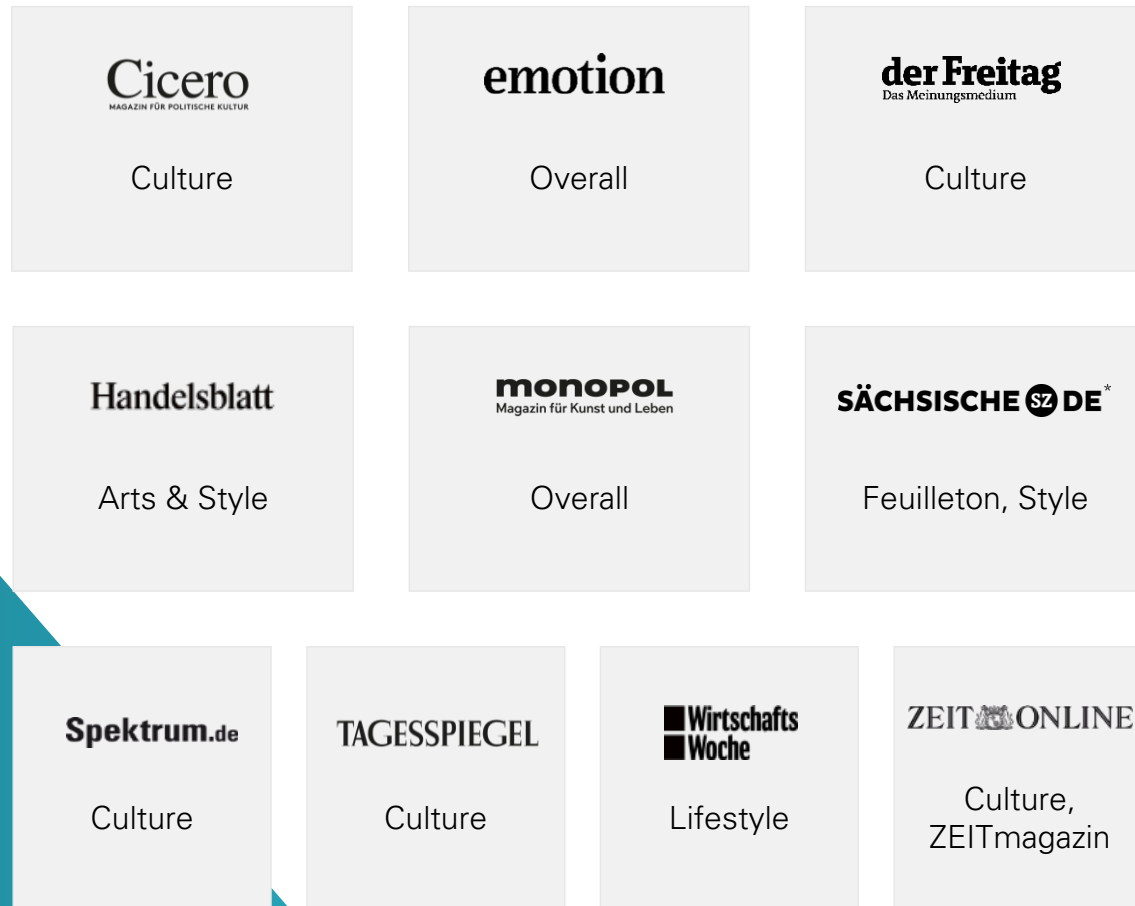 Cicero
MAGAZIN FÜR POLITISCHE KULTUR
Culture
emotion
Overall
der Freitag
Das Meinungsmedium
Culture
Handelsblatt
Arts & Style
monopol
Magazin für Kunst und Leben
Overall
SÄCHSISCHE SZ DE*
Feuilleton, Style
Spektrum.de
Culture
TAGESSPIEGEL
Culture
Wirtschafts
Woche
Lifestyle
ZEIT ONLINE
Culture,
ZEITmagazin